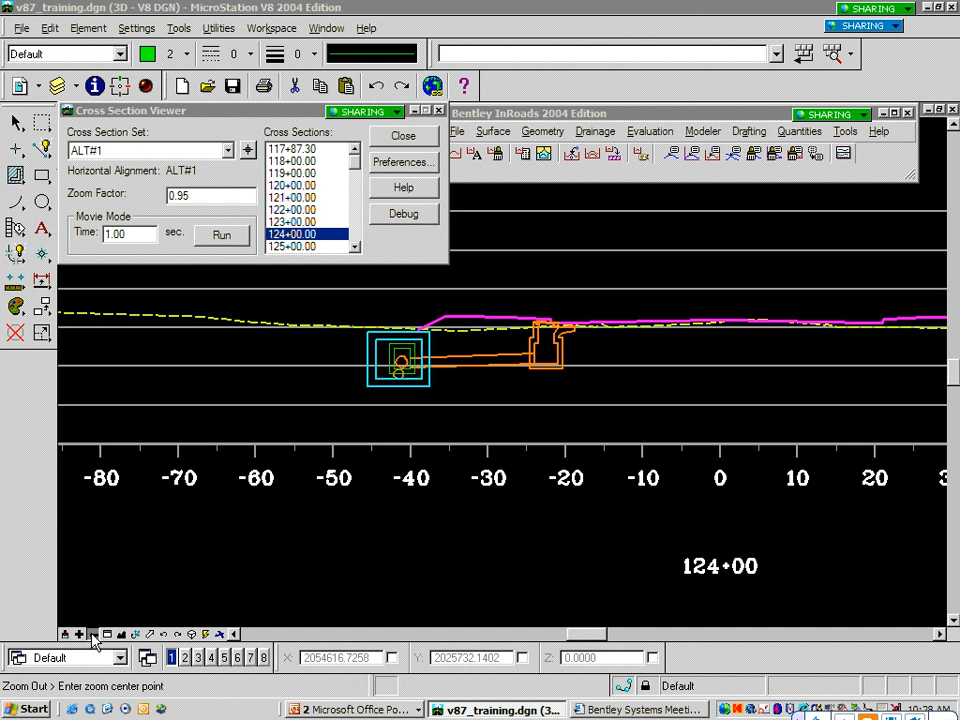 v87_training.dgn (3D - V8 DGN) - MicroStation V8 2004 Edition
SHARING
File Edit Element Settings Tools Utilities Workspace Window Help
SHARING
Default 2 0 0
Cross Section Viewer SHARING
Cross Section Set:
ALT#1
Horizontal Alignment: ALT#1
Zoom Factor: 0.95
Movie Mode
Time: 1.00 sec. Run
Cross Sections:
117+87.30
118+00.00
119+00.00
120+00.00
121+00.00
122+00.00
123+00.00
124+00.00
125+00.00
Close
Preferences...
Help
Debug
Bentley InRoads 2004 Edition SHARING
File Surface Geometry Drainage Evaluation Modeler Drafting Quantities Tools Help
-80 -70 -60 -50 -40 -30 -20 -10 0 10 20
124+00
Default 1 2 3 4 5 6 7 8 X: 2054616.7258 Y: 2025732.1402 Z: 0.0000
Zoom Out > Enter zoom center point Default
Start 2 Microsoft Office Po... v87_training.dgn (3... Bentley Systems Meeti... 10:28 AM